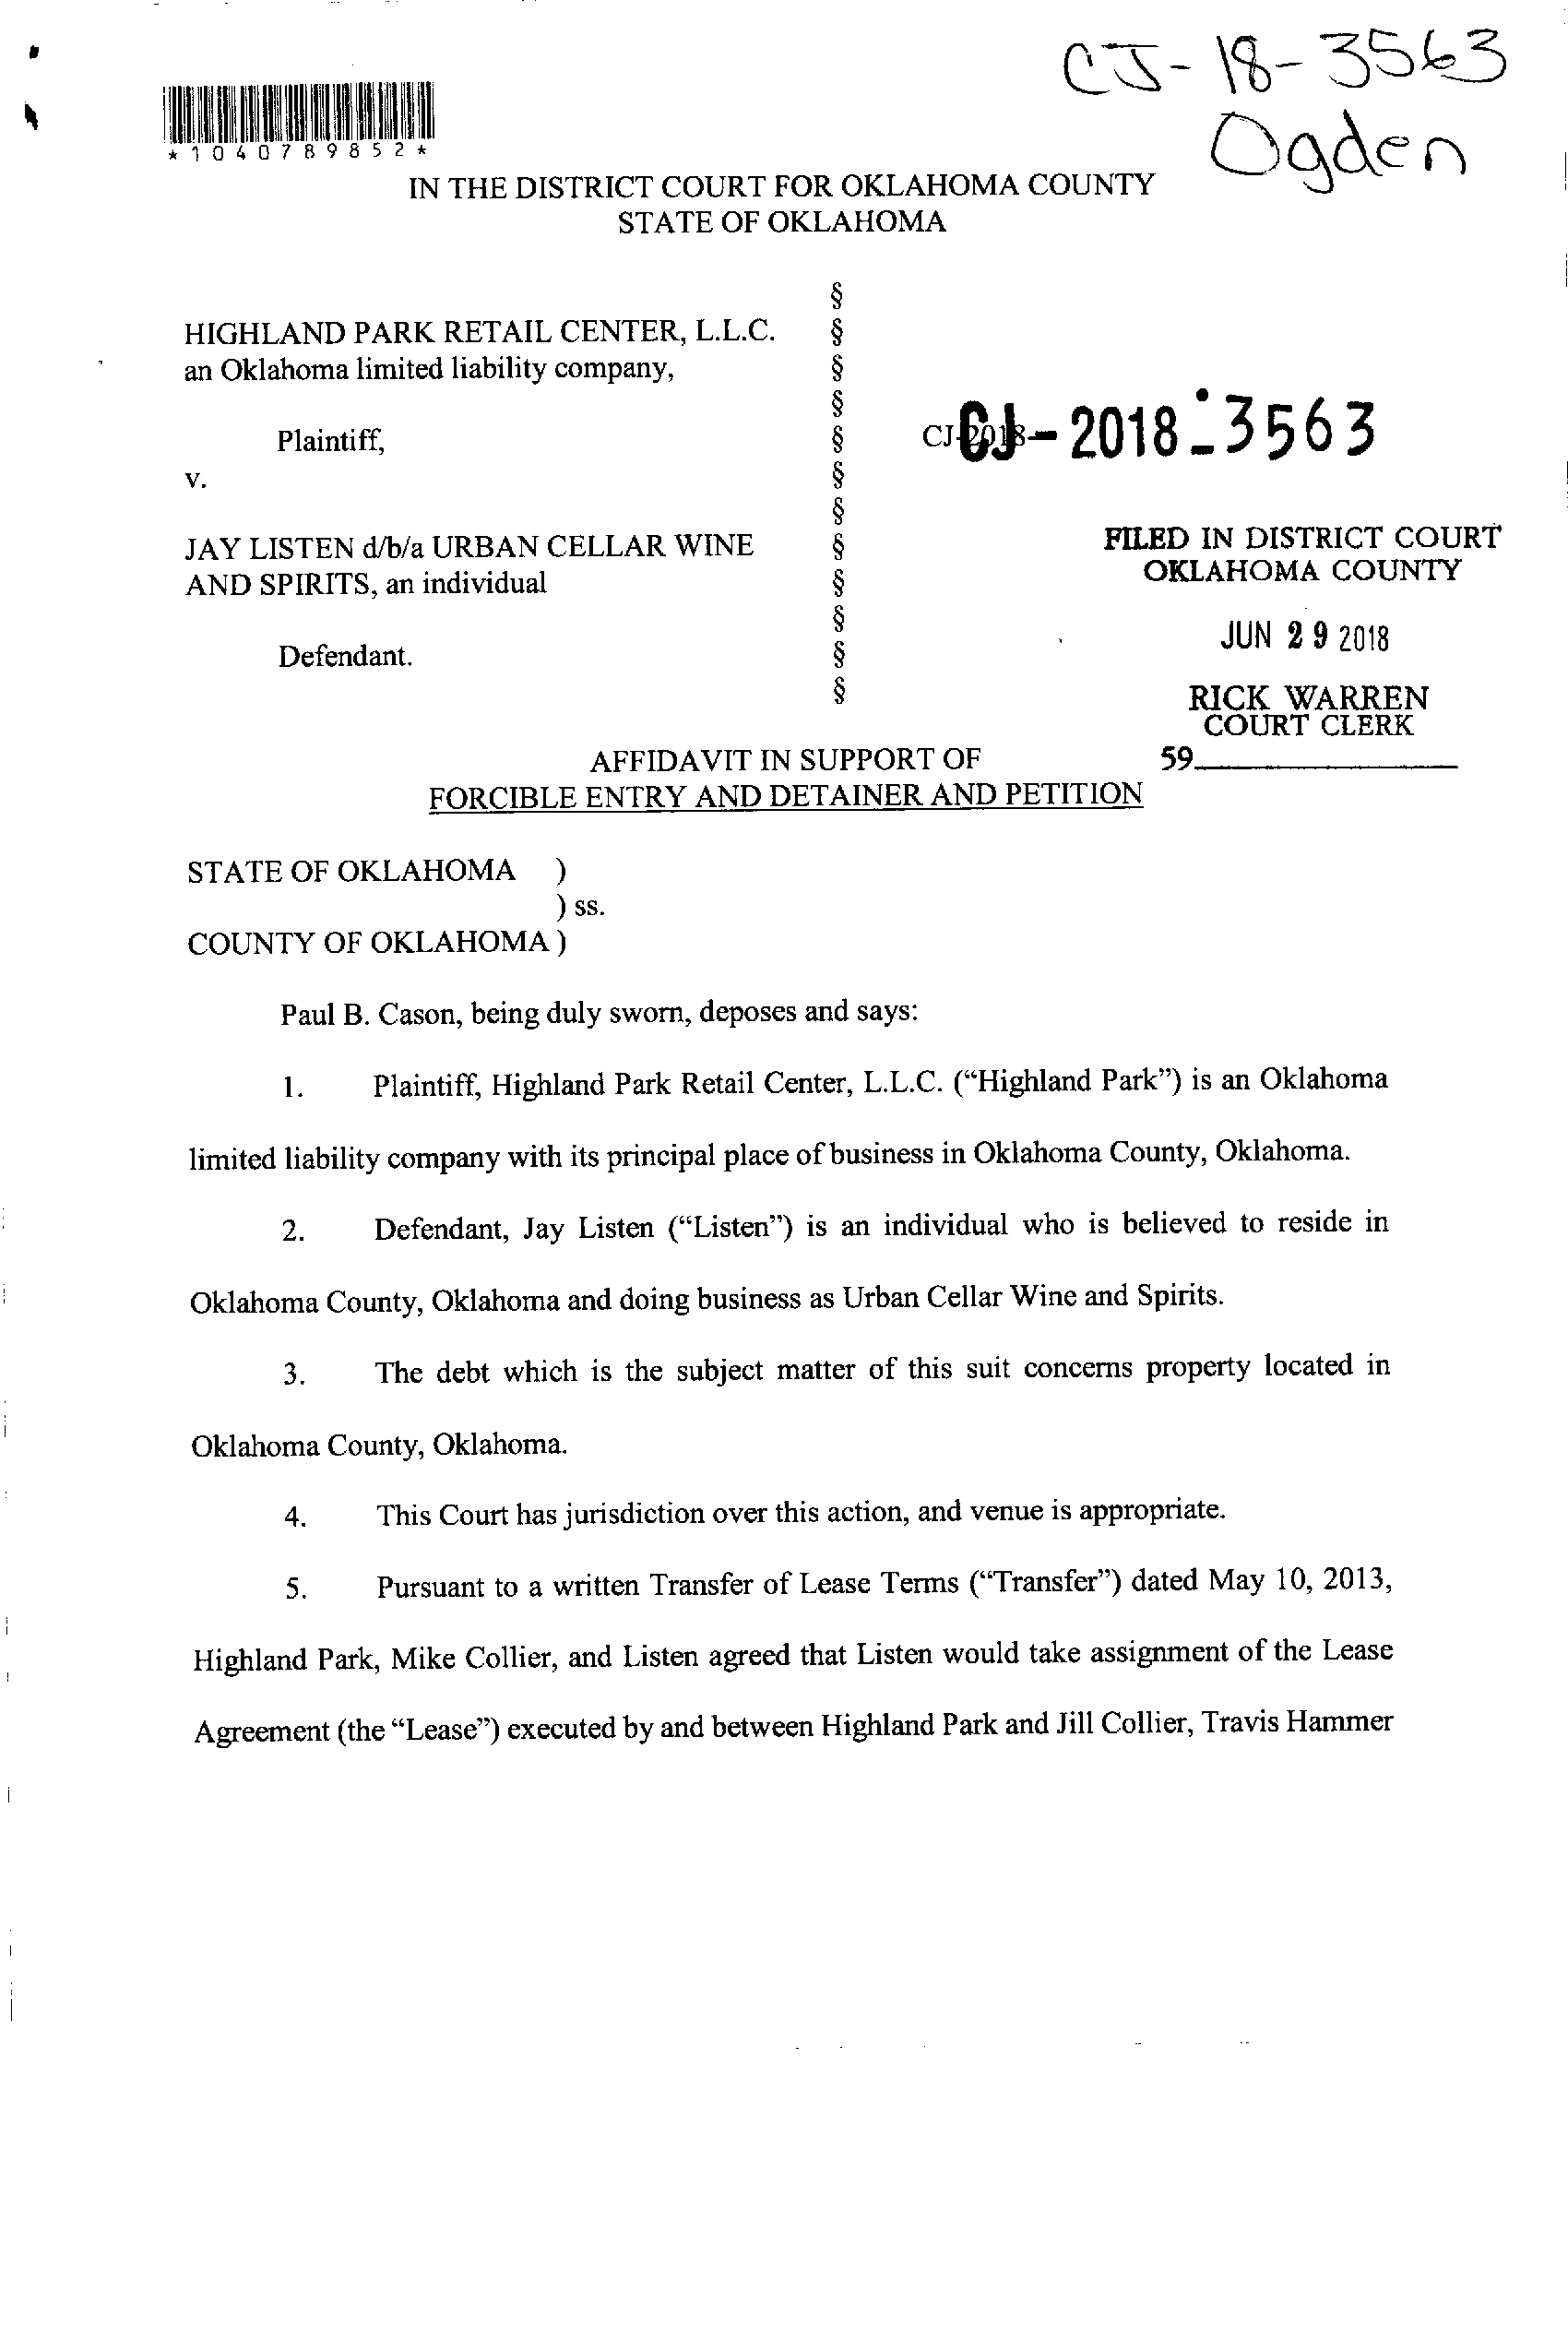 CJ-18-3563
Ogden
*1040789852*
IN THE DISTRICT COURT FOR OKLAHOMA COUNTY
STATE OF OKLAHOMA
§
HIGHLAND PARK RETAIL CENTER, L.L.C. §
an Oklahoma limited liability company, §
§
Plaintiff, § CJ-2018- CJ-2018-3563
v. §
§
JAY LISTEN d/b/a URBAN CELLAR WINE §
AND SPIRITS, an individual §
§
Defendant. §
§
FILED IN DISTRICT COURT
OKLAHOMA COUNTY
JUN 29 2018
RICK WARREN
COURT CLERK
59
AFFIDAVIT IN SUPPORT OF
FORCIBLE ENTRY AND DETAINER AND PETITION
STATE OF OKLAHOMA )
) ss.
COUNTY OF OKLAHOMA )
Paul B. Cason, being duly sworn, deposes and says:
1. Plaintiff, Highland Park Retail Center, L.L.C. (“Highland Park”) is an Oklahoma
limited liability company with its principal place of business in Oklahoma County, Oklahoma.
2. Defendant, Jay Listen (“Listen”) is an individual who is believed to reside in
Oklahoma County, Oklahoma and doing business as Urban Cellar Wine and Spirits.
3. The debt which is the subject matter of this suit concerns property located in
Oklahoma County, Oklahoma.
4. This Court has jurisdiction over this action, and venue is appropriate.
5. Pursuant to a written Transfer of Lease Terms (“Transfer”) dated May 10, 2013,
Highland Park, Mike Collier, and Listen agreed that Listen would take assignment of the Lease
Agreement (the “Lease”) executed by and between Highland Park and Jill Collier, Travis Hammer